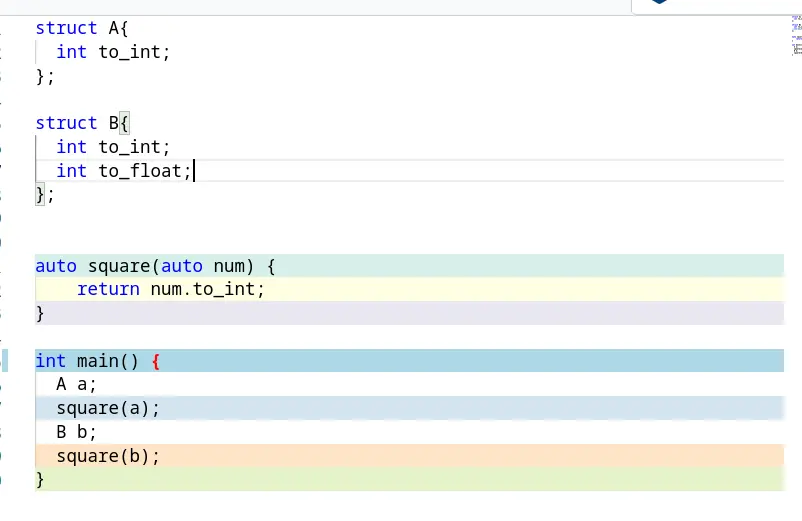 struct A{
  int to_int;
};

struct B{
  int to_int;
  int to_float;
};

auto square(auto num) {
    return num.to_int;
}

int main() {
  A a;
  square(a);
  B b;
  square(b);
}